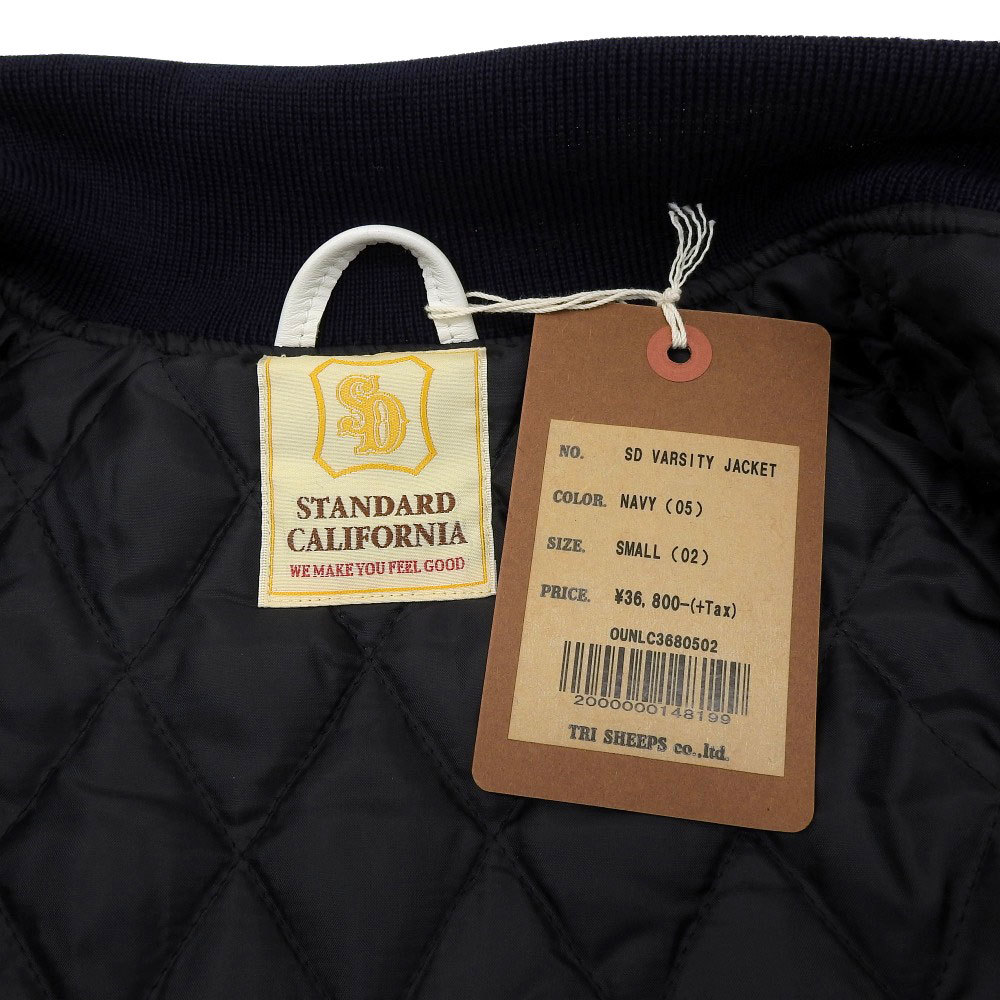 SD
STANDARD
CALIFORNIA
WE MAKE YOU FEEL GOOD
NO. SD VARSITY JACKET
COLOR. NAVY (05)
SIZE. SMALL (02)
PRICE. ¥36,800-(+Tax)
OUNLC3680502
2000000148199
TRI SHEEPS co.,ltd.